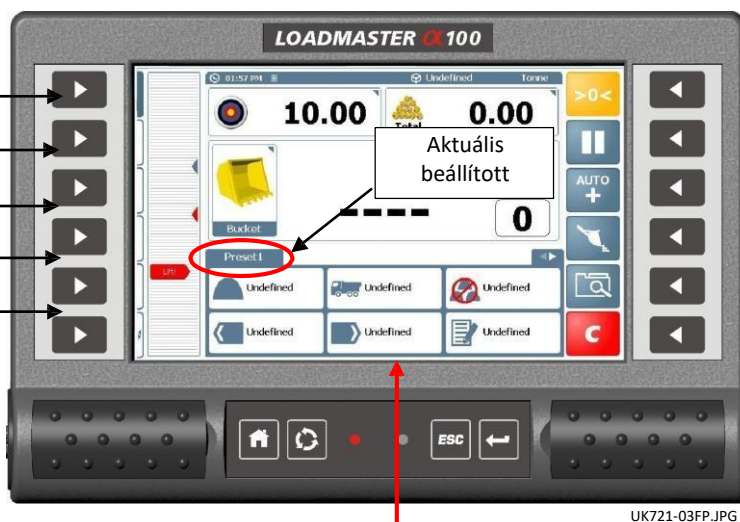 LOADMASTER α100
01:57 PM
Undefined
Tonne
10.00
0.00
>0<
Aktuális
beállított
AUTO
+
Bucket
----
0
Preset1
Lift!
Undefined
Undefined
Undefined
Undefined
Undefined
Undefined
C
ESC
UK721-03FP.JPG